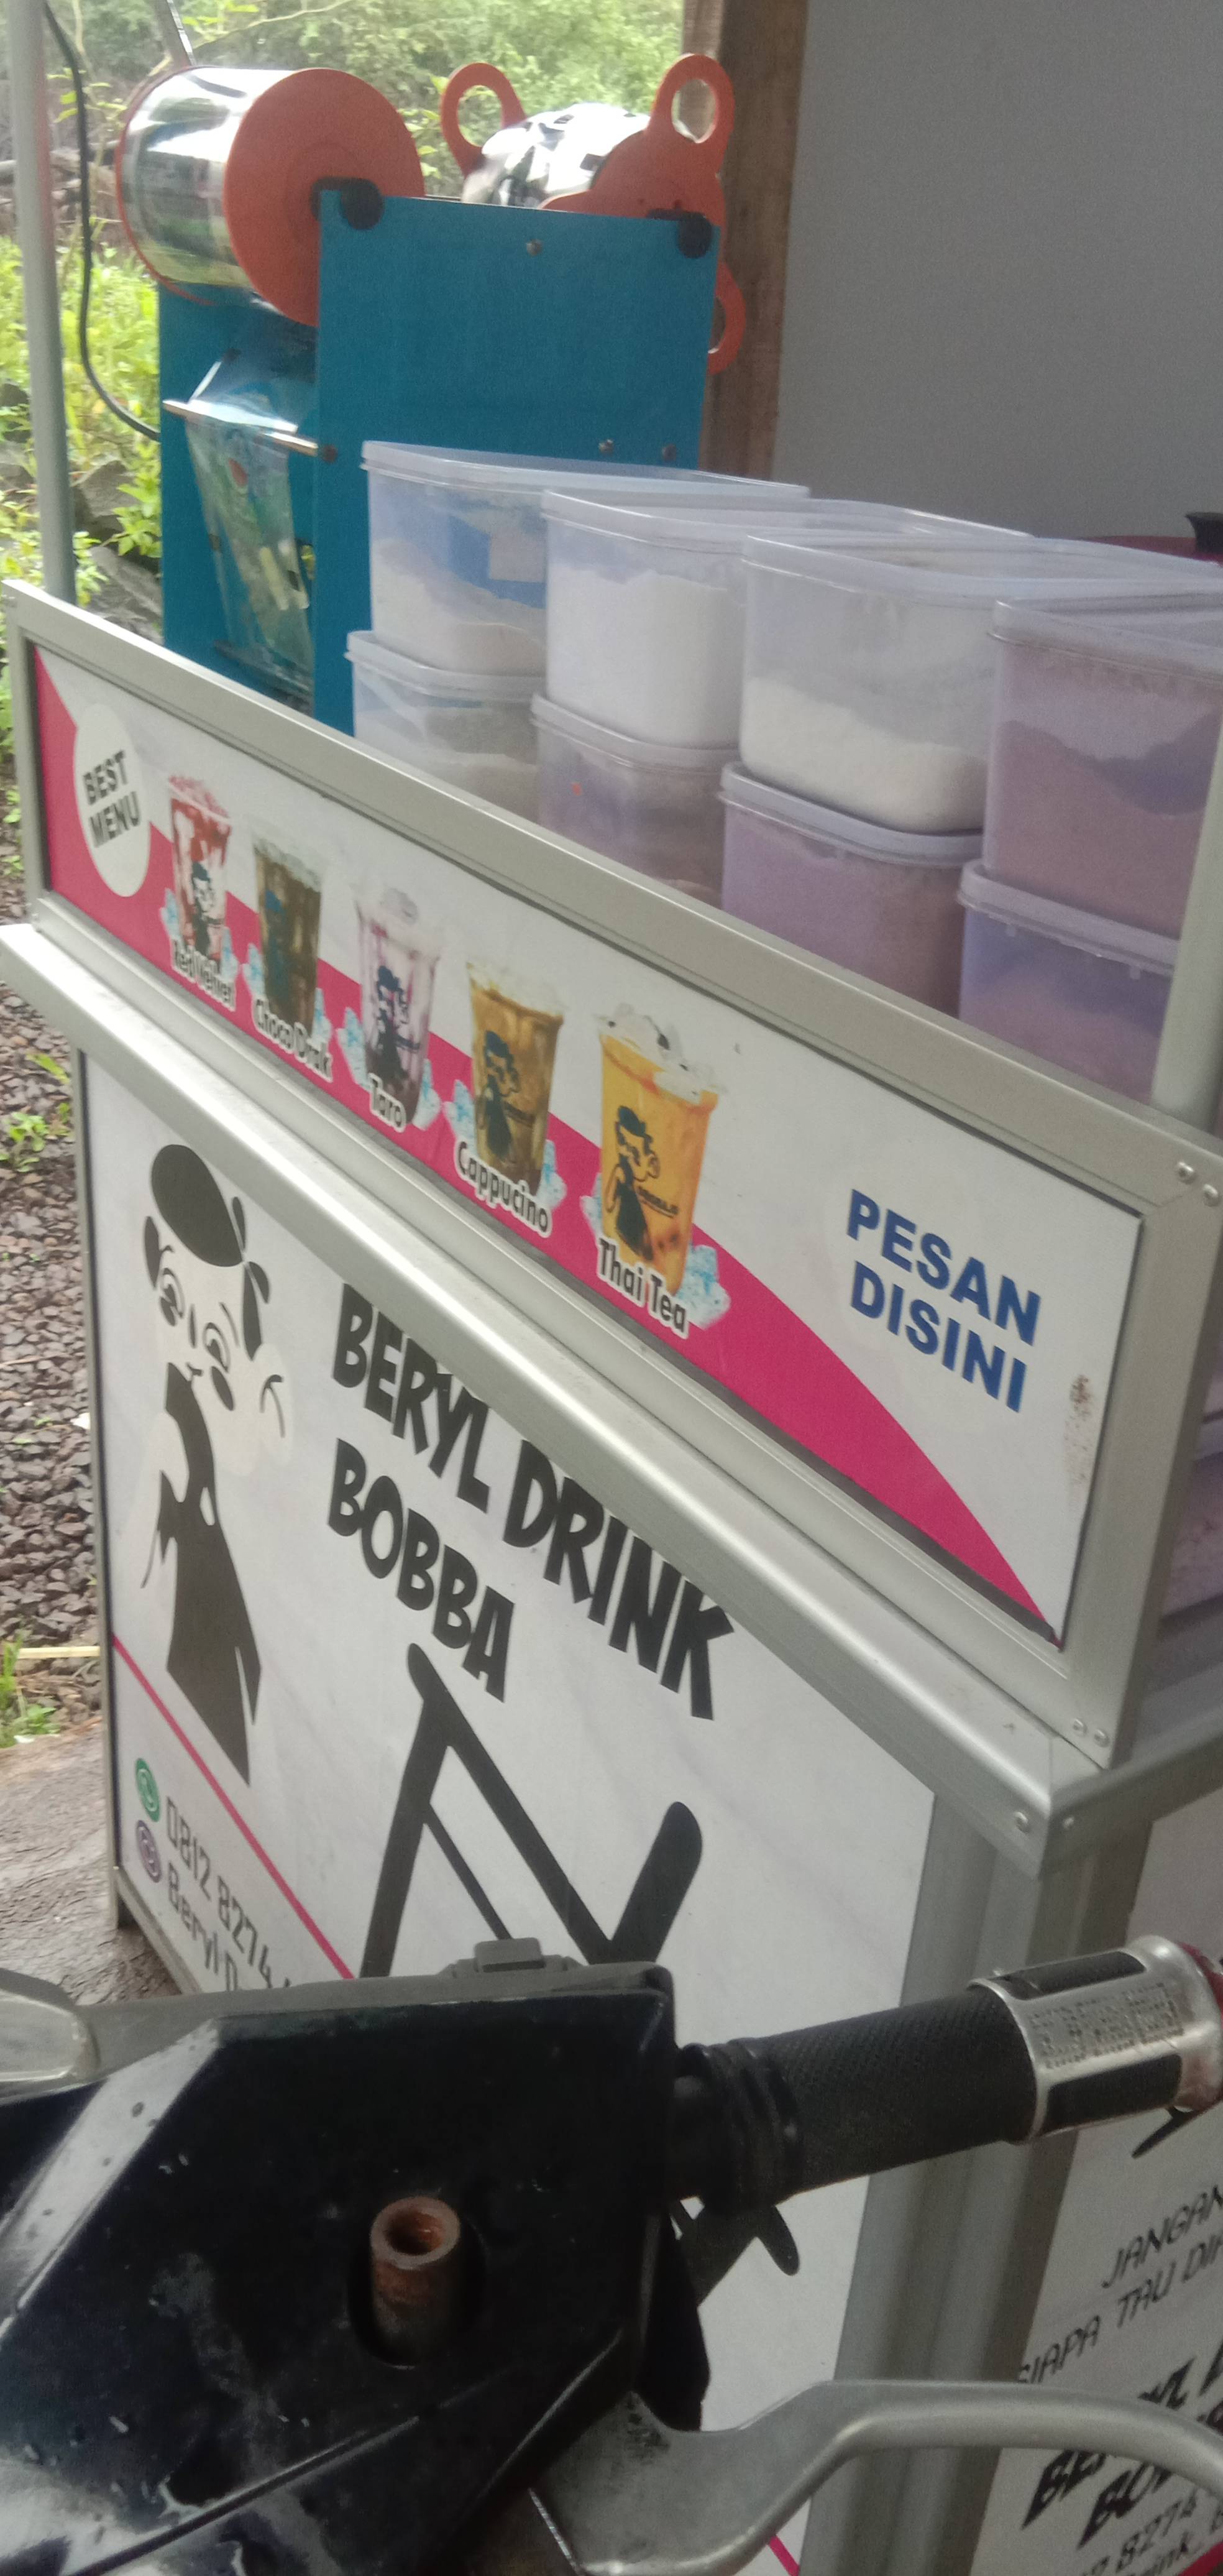 BEST
MENU
Red Velvet
Choco Drink
Taro
Cappucino
Thai Tea
PESAN
DISINI
BERYL DRINK
BOBBA
0812 8274
Beryl D
JANGAN
SIAPA TAU
8274